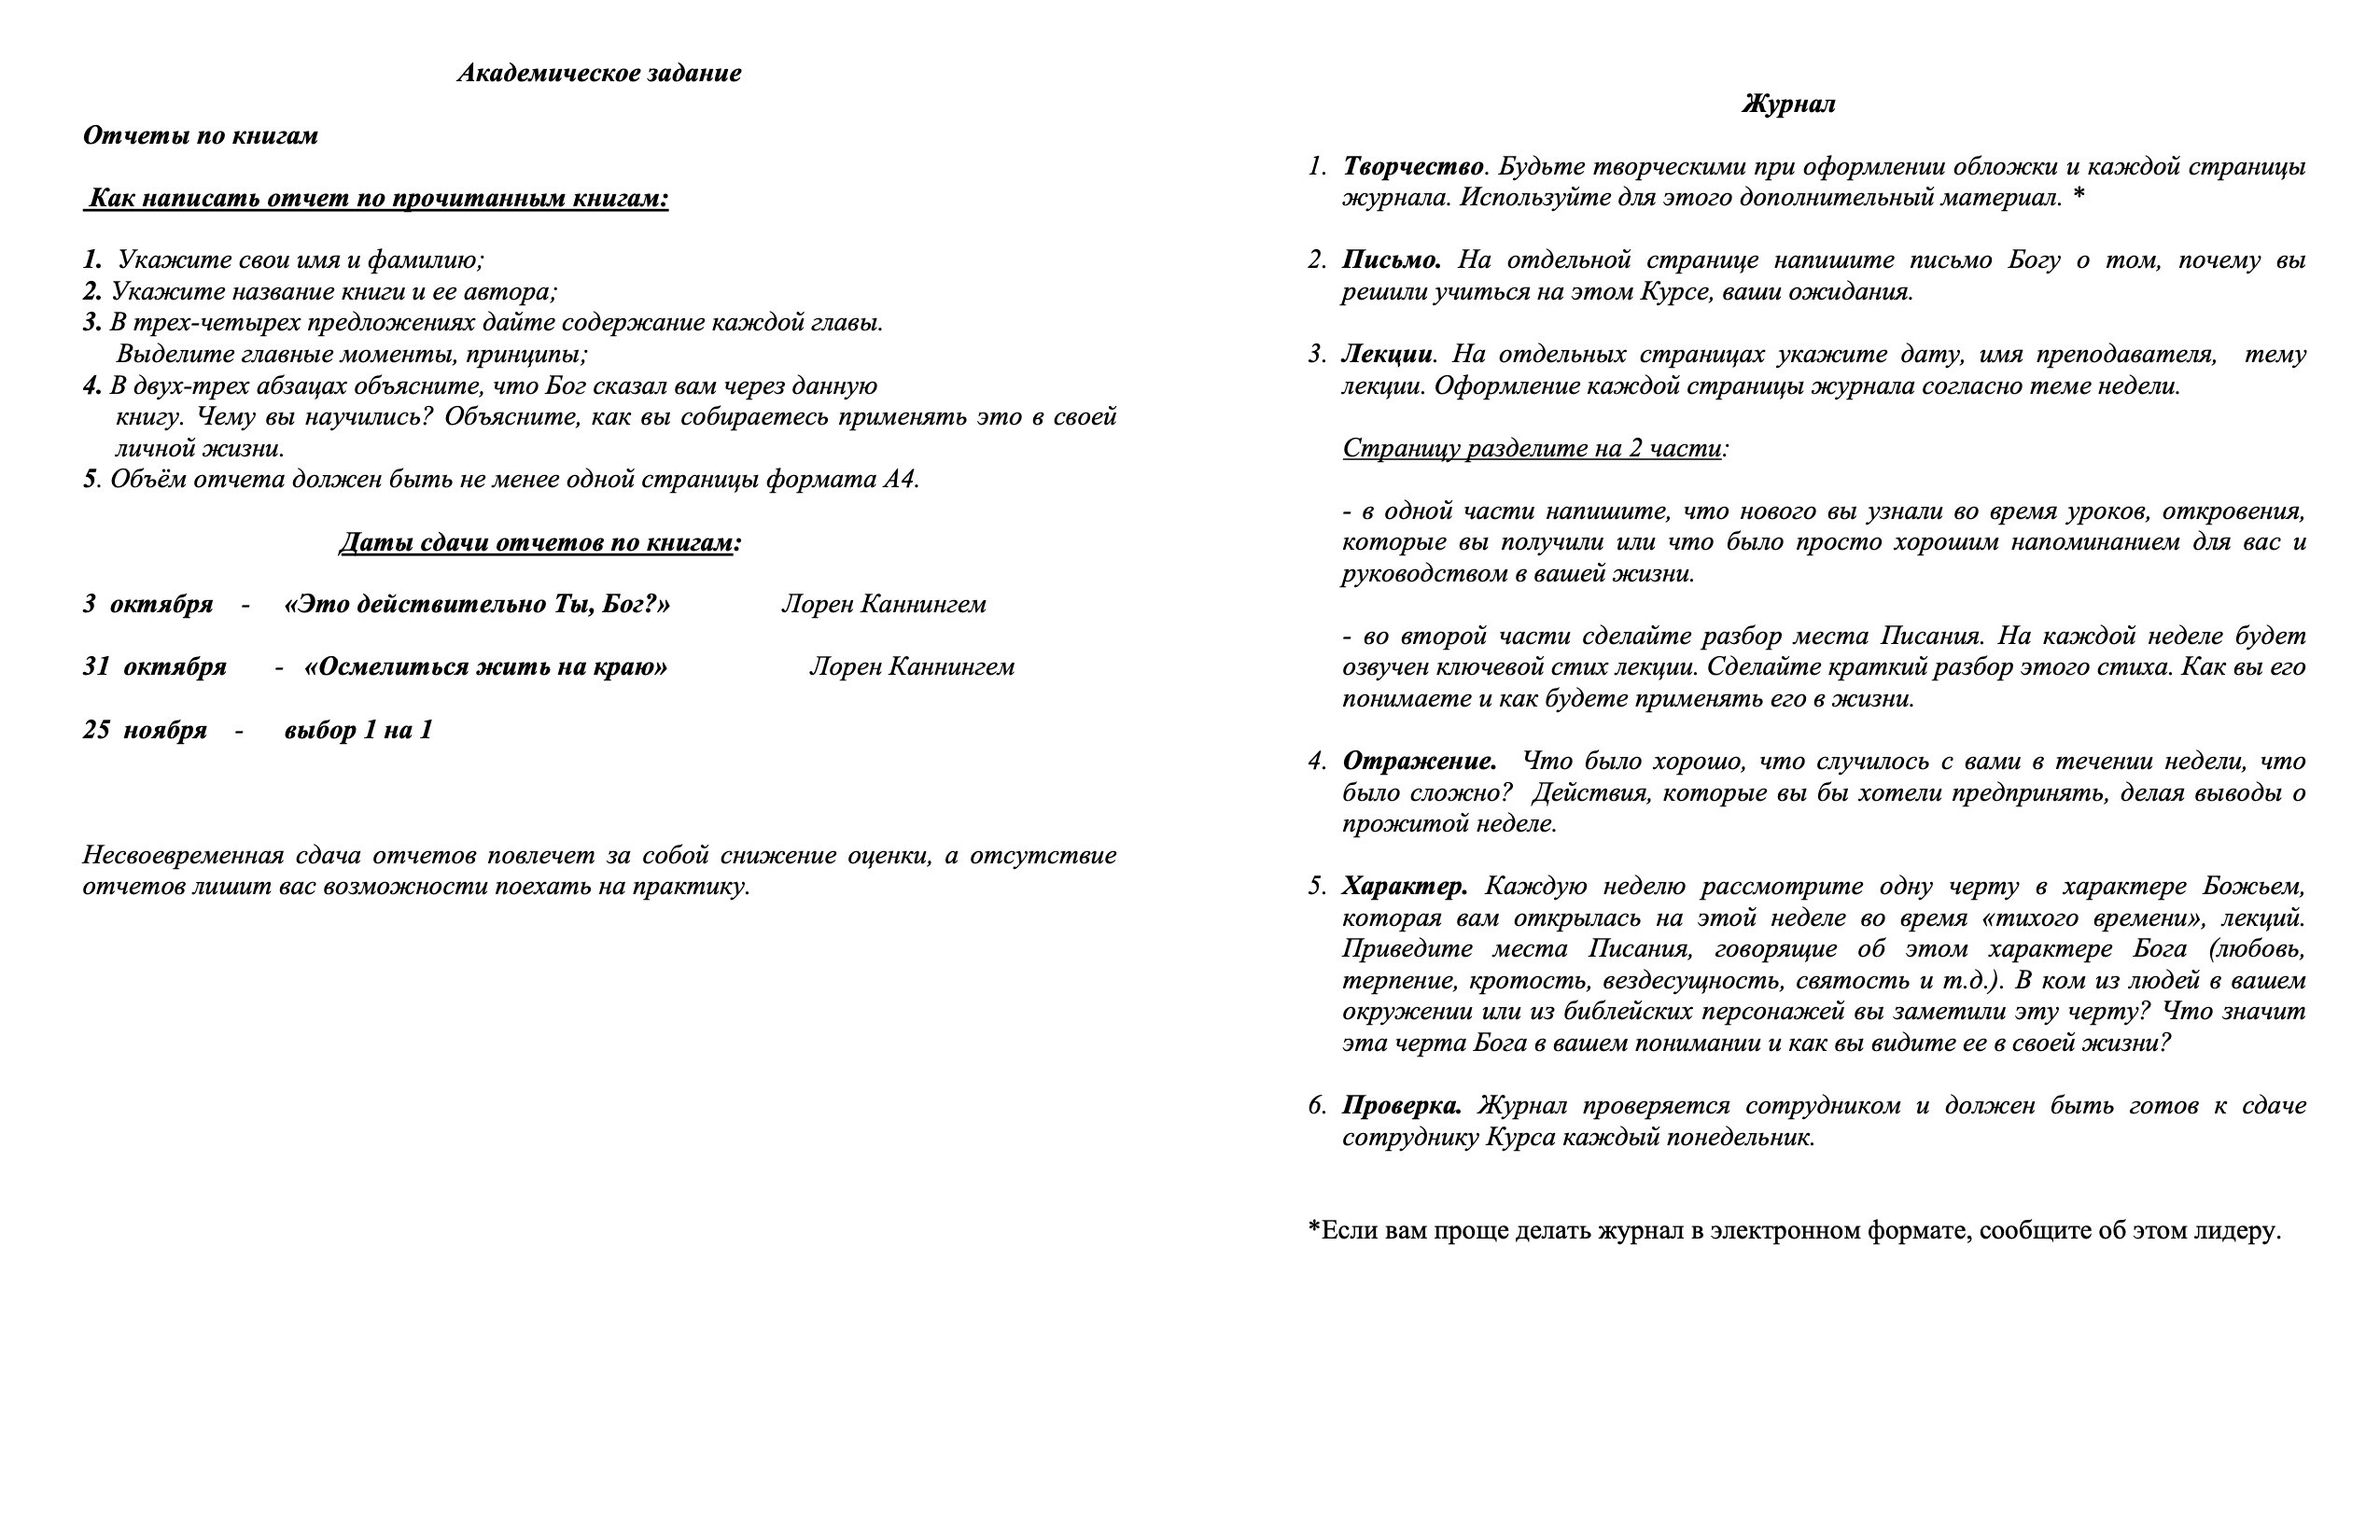 Академическое задание
Отчеты по книгам
Как написать отчет по прочитанным книгам:
1. Укажите свои имя и фамилию;
2. Укажите название книги и ее автора;
3. В трех-четырех предложениях дайте содержание каждой главы.
Выделите главные моменты, принципы;
4. В двух-трех абзацах объясните, что Бог сказал вам через данную
книгу. Чему вы научились? Объясните, как вы собираетесь применять это в своей
личной жизни.
5. Объём отчета должен быть не менее одной страницы формата А4.
Даты сдачи отчетов по книгам:
3 октября - «Это действительно Ты, Бог?» Лорен Каннингем
31 октября - «Осмелиться жить на краю» Лорен Каннингем
25 ноября - выбор 1 на 1
Несвоевременная сдача отчетов повлечет за собой снижение оценки, а отсутствие
отчетов лишит вас возможности поехать на практику.
Журнал
1. Творчество. Будьте творческими при оформлении обложки и каждой страницы
журнала. Используйте для этого дополнительный материал. *
2. Письмо. На отдельной странице напишите письмо Богу о том, почему вы
решили учиться на этом Курсе, ваши ожидания.
3. Лекции. На отдельных страницах укажите дату, имя преподавателя, тему
лекции. Оформление каждой страницы журнала согласно теме недели.
Страницу разделите на 2 части:
- в одной части напишите, что нового вы узнали во время уроков, откровения,
которые вы получили или что было просто хорошим напоминанием для вас и
руководством в вашей жизни.
- во второй части сделайте разбор места Писания. На каждой неделе будет
озвучен ключевой стих лекции. Сделайте краткий разбор этого стиха. Как вы его
понимаете и как будете применять его в жизни.
4. Отражение. Что было хорошо, что случилось с вами в течении недели, что
было сложно? Действия, которые вы бы хотели предпринять, делая выводы о
прожитой неделе.
5. Характер. Каждую неделю рассмотрите одну черту в характере Божьем,
которая вам открылась на этой неделе во время «тихого времени», лекций.
Приведите места Писания, говорящие об этом характере Бога (любовь,
терпение, кротость, вездесущность, святость и т.д.). В ком из людей в вашем
окружении или из библейских персонажей вы заметили эту черту? Что значит
эта черта Бога в вашем понимании и как вы видите ее в своей жизни?
6. Проверка. Журнал проверяется сотрудником и должен быть готов к сдаче
сотруднику Курса каждый понедельник.
*Если вам проще делать журнал в электронном формате, сообщите об этом лидеру.